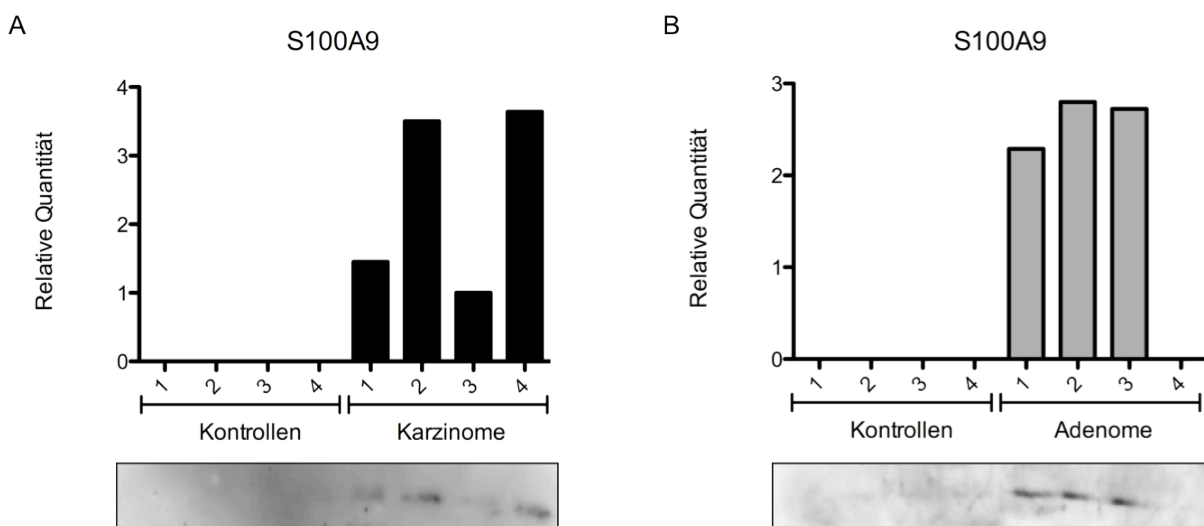 A
S100A9
Relative Quantität
4
3
2
1
0
1 2 3 4 1 2 3 4
Kontrollen Karzinome
B
S100A9
Relative Quantität
3
2
1
0
1 2 3 4 1 2 3 4
Kontrollen Adenome